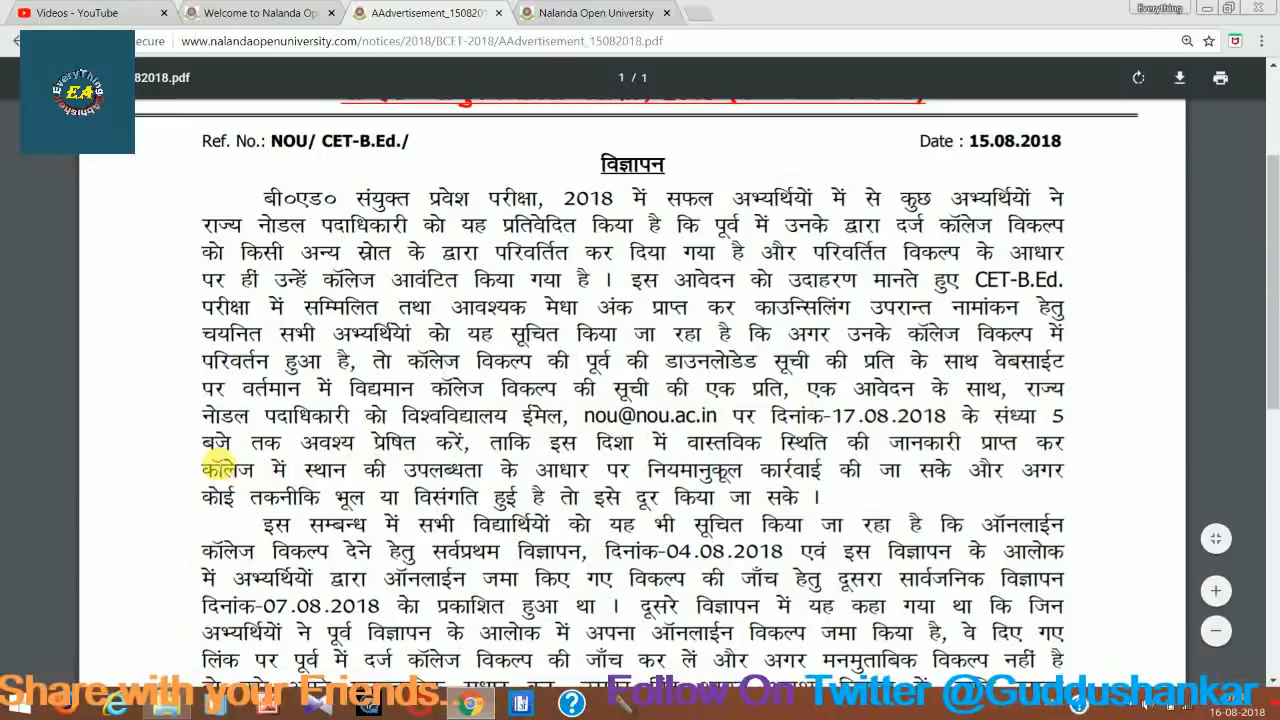 Videos - YouTube
Welcome to Nalanda Op
AAdvertisement_150820
Nalanda Open University
Everything
ecure www.nalandaopenuniversity.com/notices/2018/BCET-2018/AAdvertisement_15082018.pdf
EveryThing
EA
82018.pdf
1 / 1
Ref. No.: NOU/ CET-B.Ed./
Date : 15.08.2018
विज्ञापन
बी०एड० संयुक्त प्रवेश परीक्षा, 2018 में सफल अभ्यर्थियों में से कुछ अभ्यर्थियों ने
राज्य नोडल पदाधिकारी को यह प्रतिवेदित किया है कि पूर्व में उनके द्वारा दर्ज कॉलेज विकल्प
को किसी अन्य स्रोत के द्वारा परिवर्तित कर दिया गया है और परिवर्तित विकल्प के आधार
पर हीं उन्हें कॉलेज आवंटित किया गया है । इस आवेदन को उदाहरण मानते हुए CET-B.Ed.
परीक्षा में सम्मिलित तथा आवश्यक मेधा अंक प्राप्त कर काउन्सिलिंग उपरान्त नामांकन हेतु
चयनित सभी अभ्यर्थियां को यह सूचित किया जा रहा है कि अगर उनके कॉलेज विकल्प में
परिवर्तन हुआ है, तो कॉलेज विकल्प की पूर्व की डाउनलोडेड सूची की प्रति के साथ वेबसाईट
पर वर्तमान में विद्यमान कॉलेज विकल्प की सूची की एक प्रति, एक आवेदन के साथ, राज्य
नोडल पदाधिकारी को विश्वविद्यालय ईमेल, nou@nou.ac.in पर दिनांक-17.08.2018 के संध्या 5
बजे तक अवश्य प्रेषित करें, ताकि इस दिशा में वास्तविक स्थिति की जानकारी प्राप्त कर
कॉलेज में स्थान की उपलब्धता के आधार पर नियमानुकूल कार्रवाई की जा सके और अगर
कोई तकनीकि भूल या विसंगति हुई है तो इसे दूर किया जा सके ।
इस सम्बन्ध में सभी विद्यार्थियों को यह भी सूचित किया जा रहा है कि ऑनलाईन
कॉलेज विकल्प देने हेतु सर्वप्रथम विज्ञापन, दिनांक-04.08.2018 एवं इस विज्ञापन के आलोक
में अभ्यर्थियों द्वारा ऑनलाईन जमा किए गए विकल्प की जाँच हेतु दूसरा सार्वजनिक विज्ञापन
दिनांक-07.08.2018 केा प्रकाशित हुआ था । दूसरे विज्ञापन में यह कहा गया था कि जिन
अभ्यर्थियों ने पूर्व विज्ञापन के आलोक में अपना ऑनलाईन विकल्प जमा किया है, वे दिए गए
लिंक पर पूर्व में दर्ज कॉलेज विकल्प की जाँच कर लें और अगर मनमुताबिक विकल्प नहीं है
Share with your Friends... Follow On Twitter @Guddushankar
16-08-2018